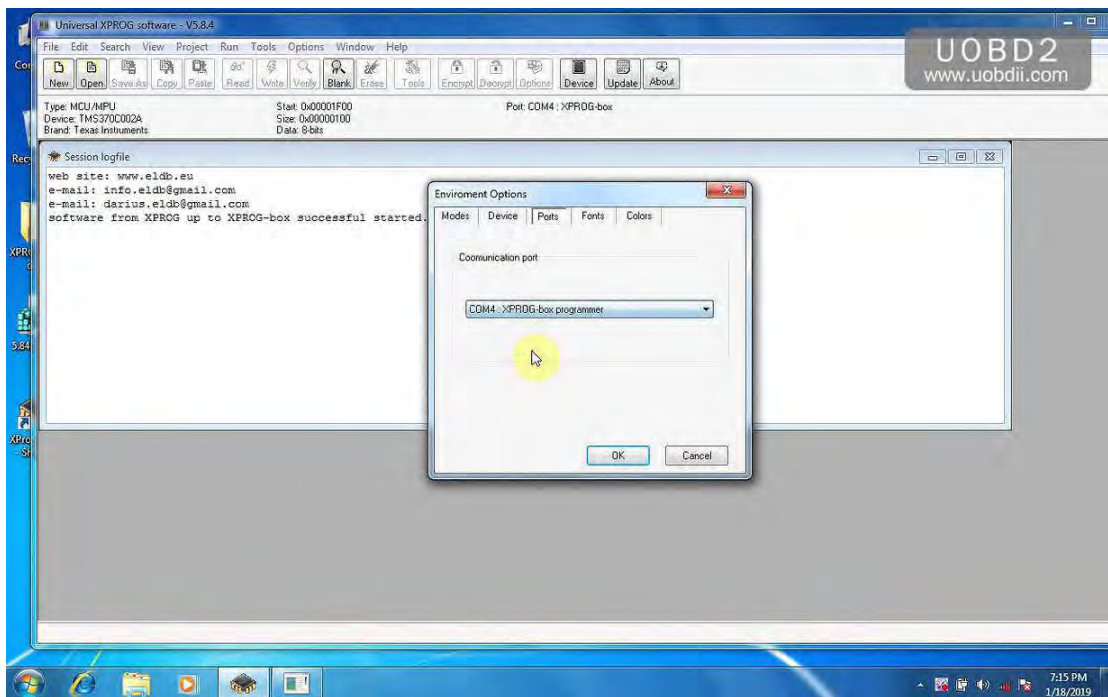 Universal XPROG software - V5.8.4
UOBD2
www.uobdii.com
File Edit Search View Project Run Tools Options Window Help
New Open Save As Copy Paste Read Write Verify Blank Erase Tools Encrypt Decrypt Options Device Update About
Type: MCU/MPU Start: 0x00001F00 Port: COM4 : XPROG-box
Device: TMS370C002A Size: 0x00000100
Brand: Texas Instruments Data: 8-bits
Session logfile
web site: www.eldb.eu
e-mail: info.eldb@gmail.com
e-mail: darius.eldb@gmail.com
software from XPROG up to XPROG-box successful started.
Enviroment Options
Modes Device Ports Fonts Colors
Coomunication port
COM4 : XPROG-box programmer
OK Cancel
7:15 PM
1/18/2019